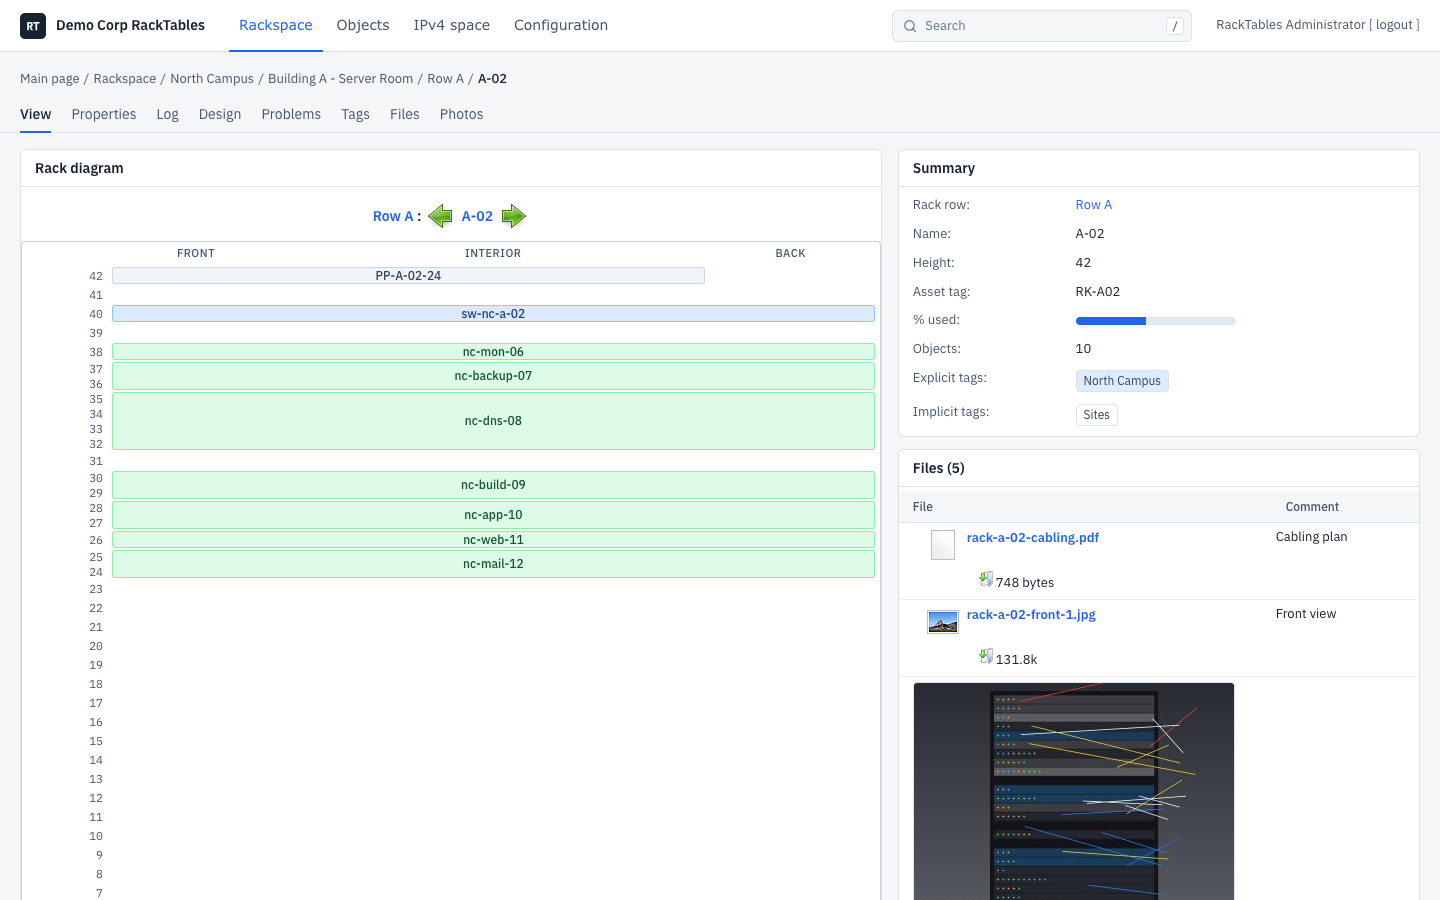 RT Demo Corp RackTables Rackspace Objects IPv4 space Configuration Search / RackTables Administrator [ logout ]
Main page / Rackspace / North Campus / Building A - Server Room / Row A / A-02
View Properties Log Design Problems Tags Files Photos
Rack diagram
Row A : A-02
FRONT INTERIOR BACK
42 PP-A-02-24
41
40 sw-nc-a-02
39
38 nc-mon-06
37
36 nc-backup-07
35
34
33
32 nc-dns-08
31
30
29 nc-build-09
28
27 nc-app-10
26 nc-web-11
25
24 nc-mail-12
23
22
21
20
19
18
17
16
15
14
13
12
11
10
9
8
7
Summary
Rack row: Row A
Name: A-02
Height: 42
Asset tag: RK-A02
% used:
Objects: 10
Explicit tags: North Campus
Implicit tags: Sites
Files (5)
File Comment
rack-a-02-cabling.pdf Cabling plan
748 bytes
rack-a-02-front-1.jpg Front view
131.8k